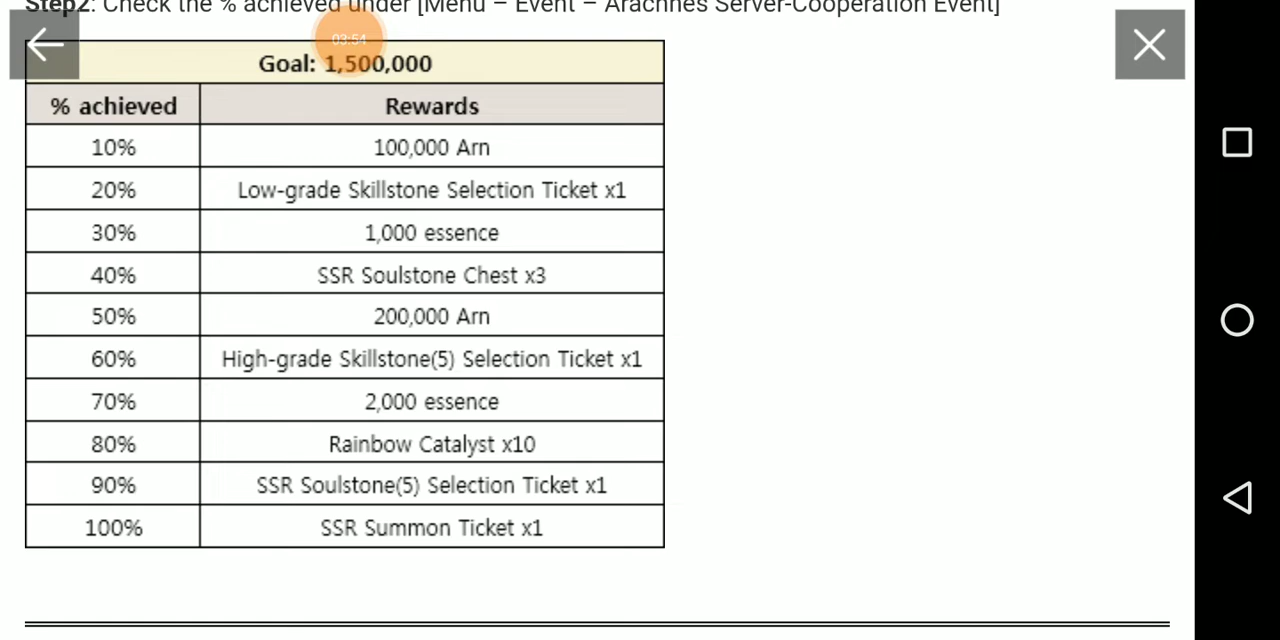 Step2: Check the % achieved under [Menu – Event – Arachnes Server-Cooperation Event]
03:54
Goal: 1,500,000
% achieved Rewards
10% 100,000 Arn
20% Low-grade Skillstone Selection Ticket x1
30% 1,000 essence
40% SSR Soulstone Chest x3
50% 200,000 Arn
60% High-grade Skillstone(5) Selection Ticket x1
70% 2,000 essence
80% Rainbow Catalyst x10
90% SSR Soulstone(5) Selection Ticket x1
100% SSR Summon Ticket x1